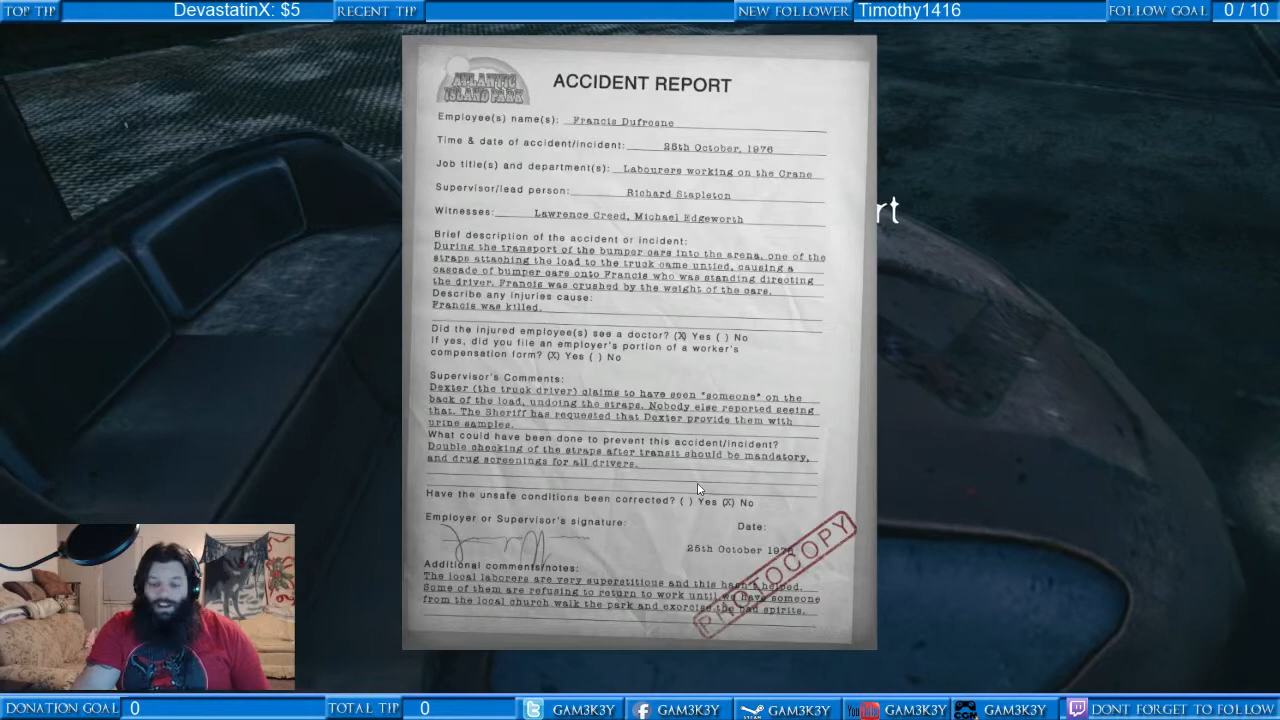 TOP TIP DevastatinX: $5 RECENT TIP NEW FOLLOWER Timothy1416 FOLLOW GOAL 0 / 10
ATLANTIC
ISLAND PARK
ACCIDENT REPORT
Employee(s) name(s): Francis Dufrosne
Time & date of accident/incident: 25th October, 1976
Job title(s) and department(s): Labourers working on the Crane
Supervisor/lead person: Richard Stapleton
Witnesses: Lawrence Creed, Michael Edgeworth
rt
Brief description of the accident or incident:
During the transport of the bumper cars into the arena, one of the
straps attaching the load to the truck came untied, causing a
cascade of bumper cars onto Francis who was standing directing
the driver. Francis was crushed by the weight of the cars.
Describe any injuries cause:
Francis was killed.
Did the injured employee(s) see a doctor? (X) Yes ( ) No
If yes, did you file an employer's portion of a worker's
compensation form? (X) Yes ( ) No
Supervisor's Comments:
Dexter (the truck driver) claims to have seen "someone" on the
back of the load, undoing the straps. Nobody else reported seeing
that. The Sheriff has requested that Dexter provide them with
urine samples.
What could have been done to prevent this accident/incident?
Double checking of the straps after transit should be mandatory,
and drug screenings for all drivers.
Have the unsafe conditions been corrected? ( ) Yes (X) No
Employer or Supervisor's signature: Date:
25th October 1976
PHOTOCOPY
Additional comments/notes:
The local laborers are very superstitious and this hasn't helped.
Some of them are refusing to return to work until we have someone
from the local church walk the park and exorcise the bad spirits.
DONATION GOAL 0 TOTAL TIP 0 GAM3K3Y GAM3K3Y STEAM GAM3K3Y YouTube GAM3K3Y .COM GAM3K3Y DONT FORGET TO FOLLOW